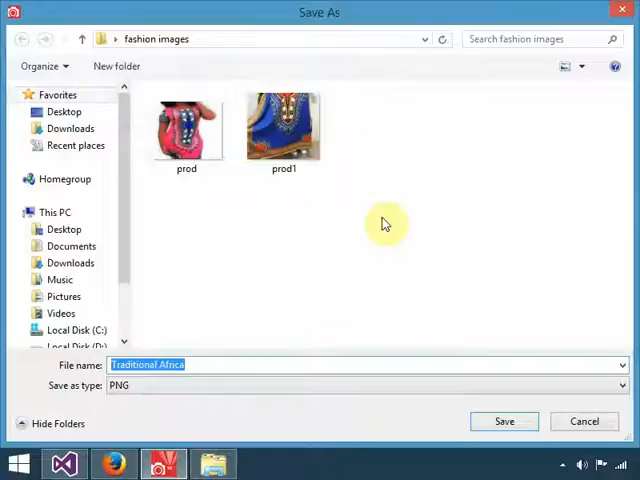 Save As
fashion images
Search fashion images
Organize
New folder
Favorites
Desktop
Downloads
Recent places
Homegroup
This PC
Desktop
Documents
Downloads
Music
Pictures
Videos
Local Disk (C:)
Local Disk (D:)
prod
prod1
File name:
Traditional Africa
Save as type:
PNG
Hide Folders
Save
Cancel